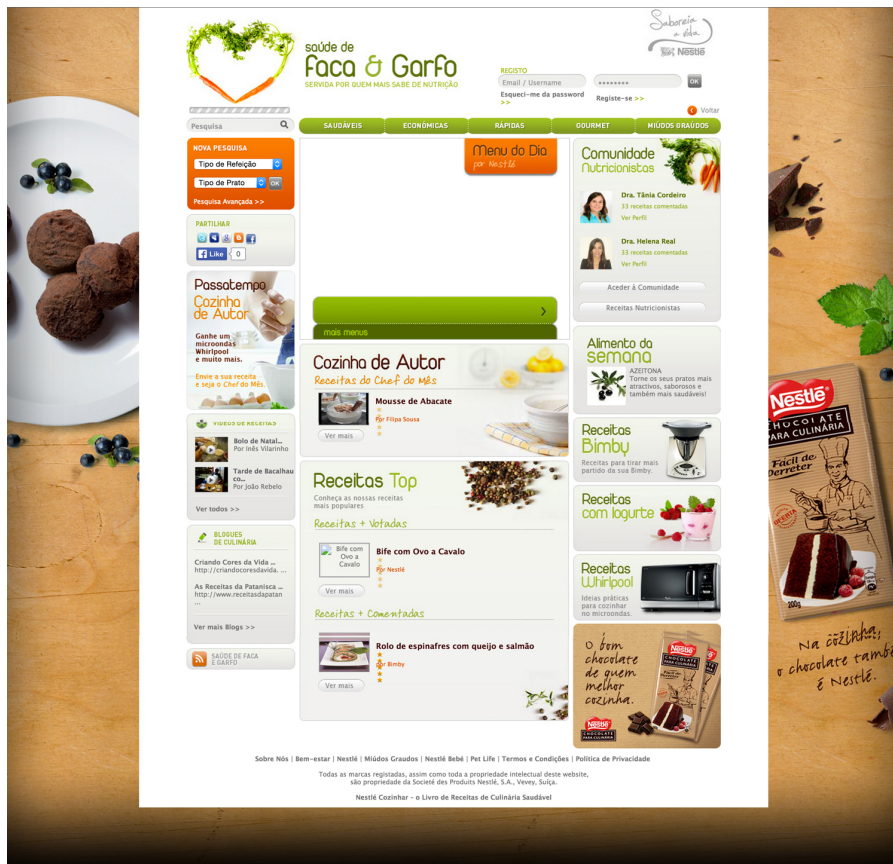 Saboreia
a vida
Nestlé
saúde de
Faca & Garfo
SERVIDA POR QUEM MAIS SABE DE NUTRIÇÃO
REGISTO
Email / Username
••••••••
OK
Esqueci-me da password
>>
Registe-se >>
Voltar
Pesquisa
SAUDÁVEIS
ECONÓMICAS
RÁPIDAS
GOURMET
MIÚDOS GRAÚDOS
NOVA PESQUISA
Tipo de Refeição
Tipo de Prato
OK
Pesquisa Avançada >>
PARTILHAR
Like
0
Passatempo
Cozinha
de Autor
Ganhe um
microondas
Whirlpool
e muito mais.
Envie a sua receita
e seja o Chef do Mês.
VÍDEOS DE RECEITAS
Bolo de Natal...
Por Inês Vilarinho
Tarde de Bacalhau
co...
Por João Rebelo
Ver todos >>
BLOGUES
DE CULINÁRIA
Criando Cores da Vida ...
http://criandocoresdavida. ...
As Receitas da Patanisca ...
http://www.receitasdapatan
...
Ver mais Blogs >>
SAÚDE DE FACA
E GARFO
Menu do Dia
por Nestlé
mais menus
Cozinha de Autor
Receitas do Chef do Mês
Mousse de Abacate
Por Filipa Sousa
Ver mais
Receitas Top
Conheça as nossas receitas
mais populares
Receitas + Votadas
Bife com
Ovo a
Cavalo
Bife com Ovo a Cavalo
Por Nestlé
Ver mais
Receitas + Comentadas
Rolo de espinafres com queijo e salmão
por Bimby
Ver mais
Comunidade
Nutricionistas
Dra. Tânia Cordeiro
33 receitas comentadas
Ver Perfil
Dra. Helena Real
33 receitas comentadas
Ver Perfil
Aceder à Comunidade
Receitas Nutricionistas
Alimento da
semana
AZEITONA
Torne os seus pratos mais
atractivos, saborosos e
também mais saudáveis!
Receitas
Bimby
Receitas para tirar mais
partido da sua Bimby.
Receitas
com Iogurte
Receitas
Whirlpool
Ideias práticas
para cozinhar
no microondas.
O bom
chocolate
de quem
melhor
cozinha.
Nestlé
CHOCOLATE
PARA CULINÁRIA
Nestlé
CHOCOLATE
PARA CULINÁRIA
Fácil de
Derreter
200g
Na cozinha,
o chocolate també
é Nestlé.
Sobre Nós | Bem-estar | Nestlé | Miúdos Graudos | Nestlé Bebé | Pet Life | Termos e Condições | Política de Privacidade
Todas as marcas registadas, assim como toda a propriedade intelectual deste website,
são propriedade da Societé des Produits Nestlé, S.A., Vevey, Suíça.
Nestlé Cozinhar - o Livro de Receitas de Culinária Saudável